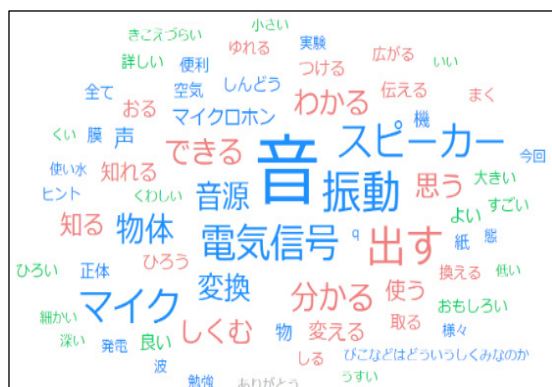 小さい
きこえづらい ゆれる 実験 広がる
詳しい 便利 つける いい
全て 空気 しんどう わかる 伝える まく
おる マイクロホン 機
くい 膜 声 できる 音 スピーカー 今回
使い水 知れる 大きい
ヒント くわしい 音源 振動 思う すごい
知る 物体 よい
電気信号 q 出す 紙 態
ひろい 正体 ひろう 換える 低い
マイク 変換 分かる 使う おもしろい
細かい しくむ 取る
深い 発電 良い 物 変える 様々
波 しる びこなどはどういうしくみなのか
勉強 ありがとう うすい